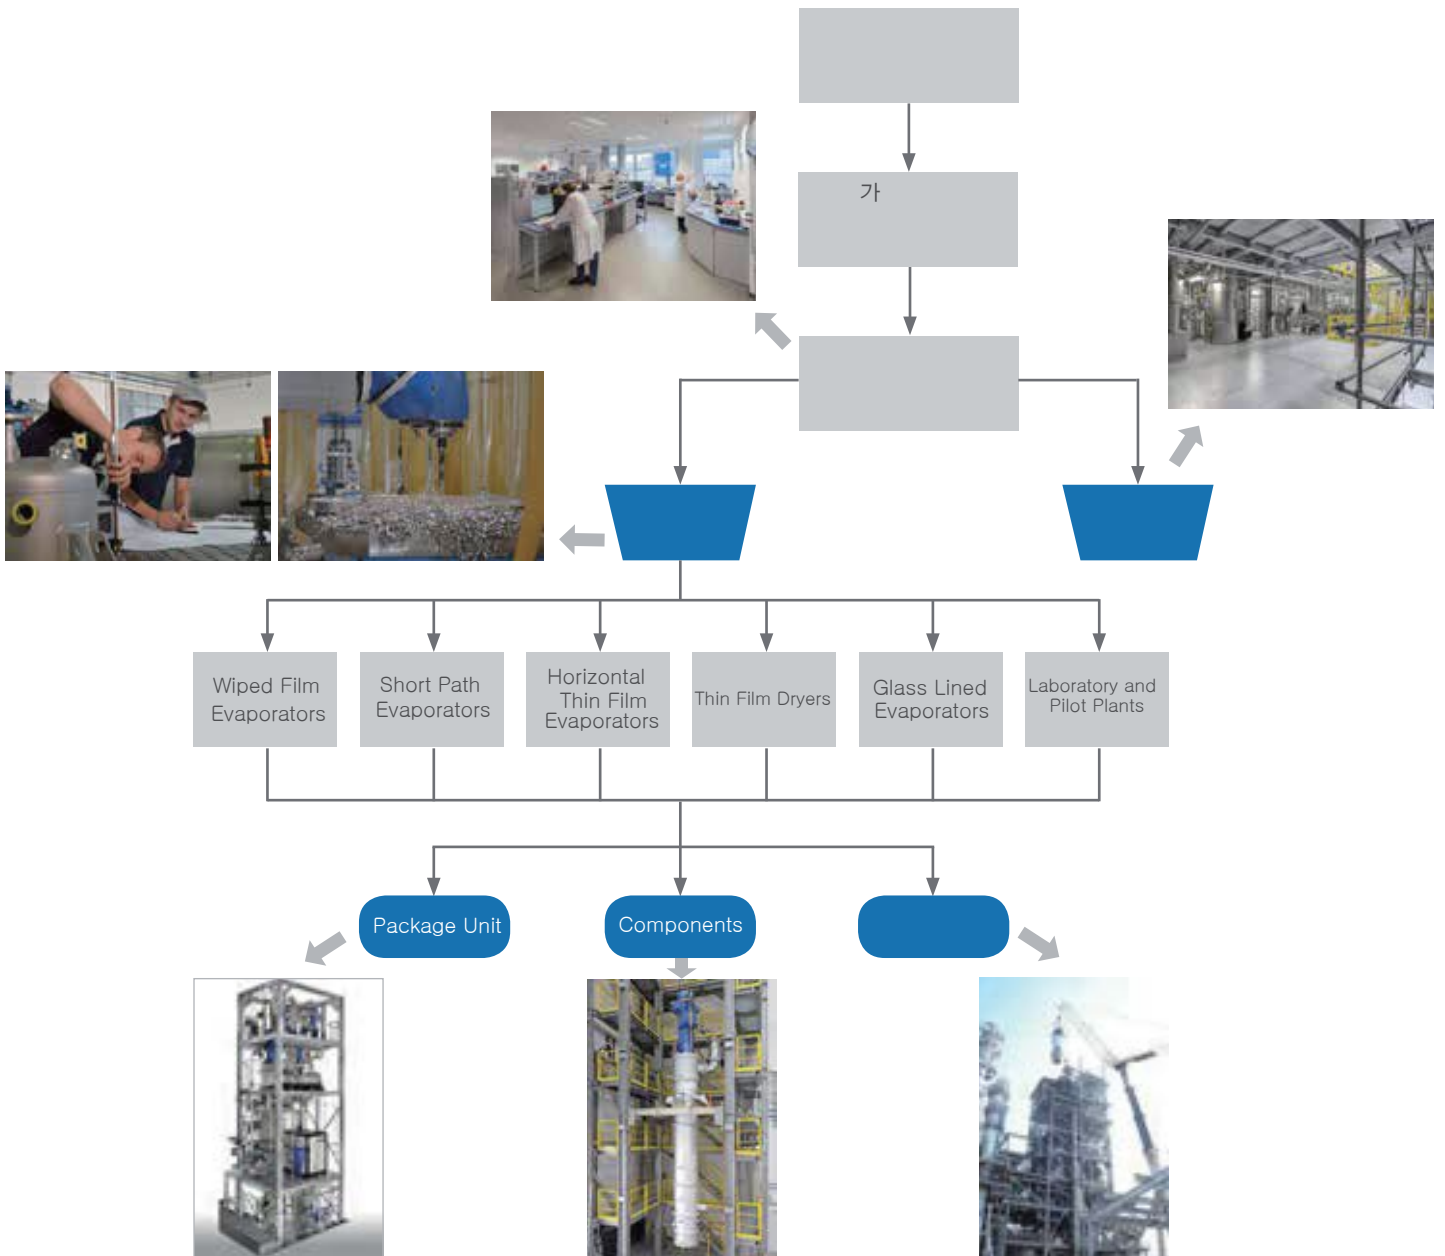 가
Wiped Film
Evaporators
Short Path
Evaporators
Horizontal
Thin Film
Evaporators
Thin Film Dryers
Glass Lined
Evaporators
Laboratory and
Pilot Plants
Package Unit
Components